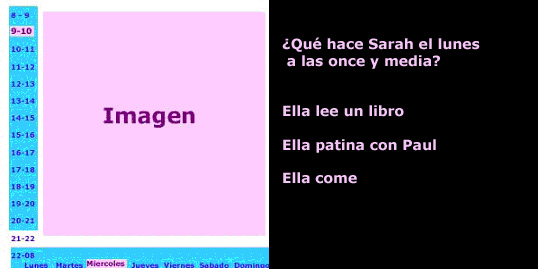 8 - 9
9-10
10-11
11-12
12-13
13-14
14-15
15-16
16-17
17-18
18-19
19-20
20-21
21-22
22-08
Imagen
Lunes Martes Miercoles Jueves Viernes Sabado Domingo
¿Qué hace Sarah el lunes
a las once y media?
Ella lee un libro
Ella patina con Paul
Ella come